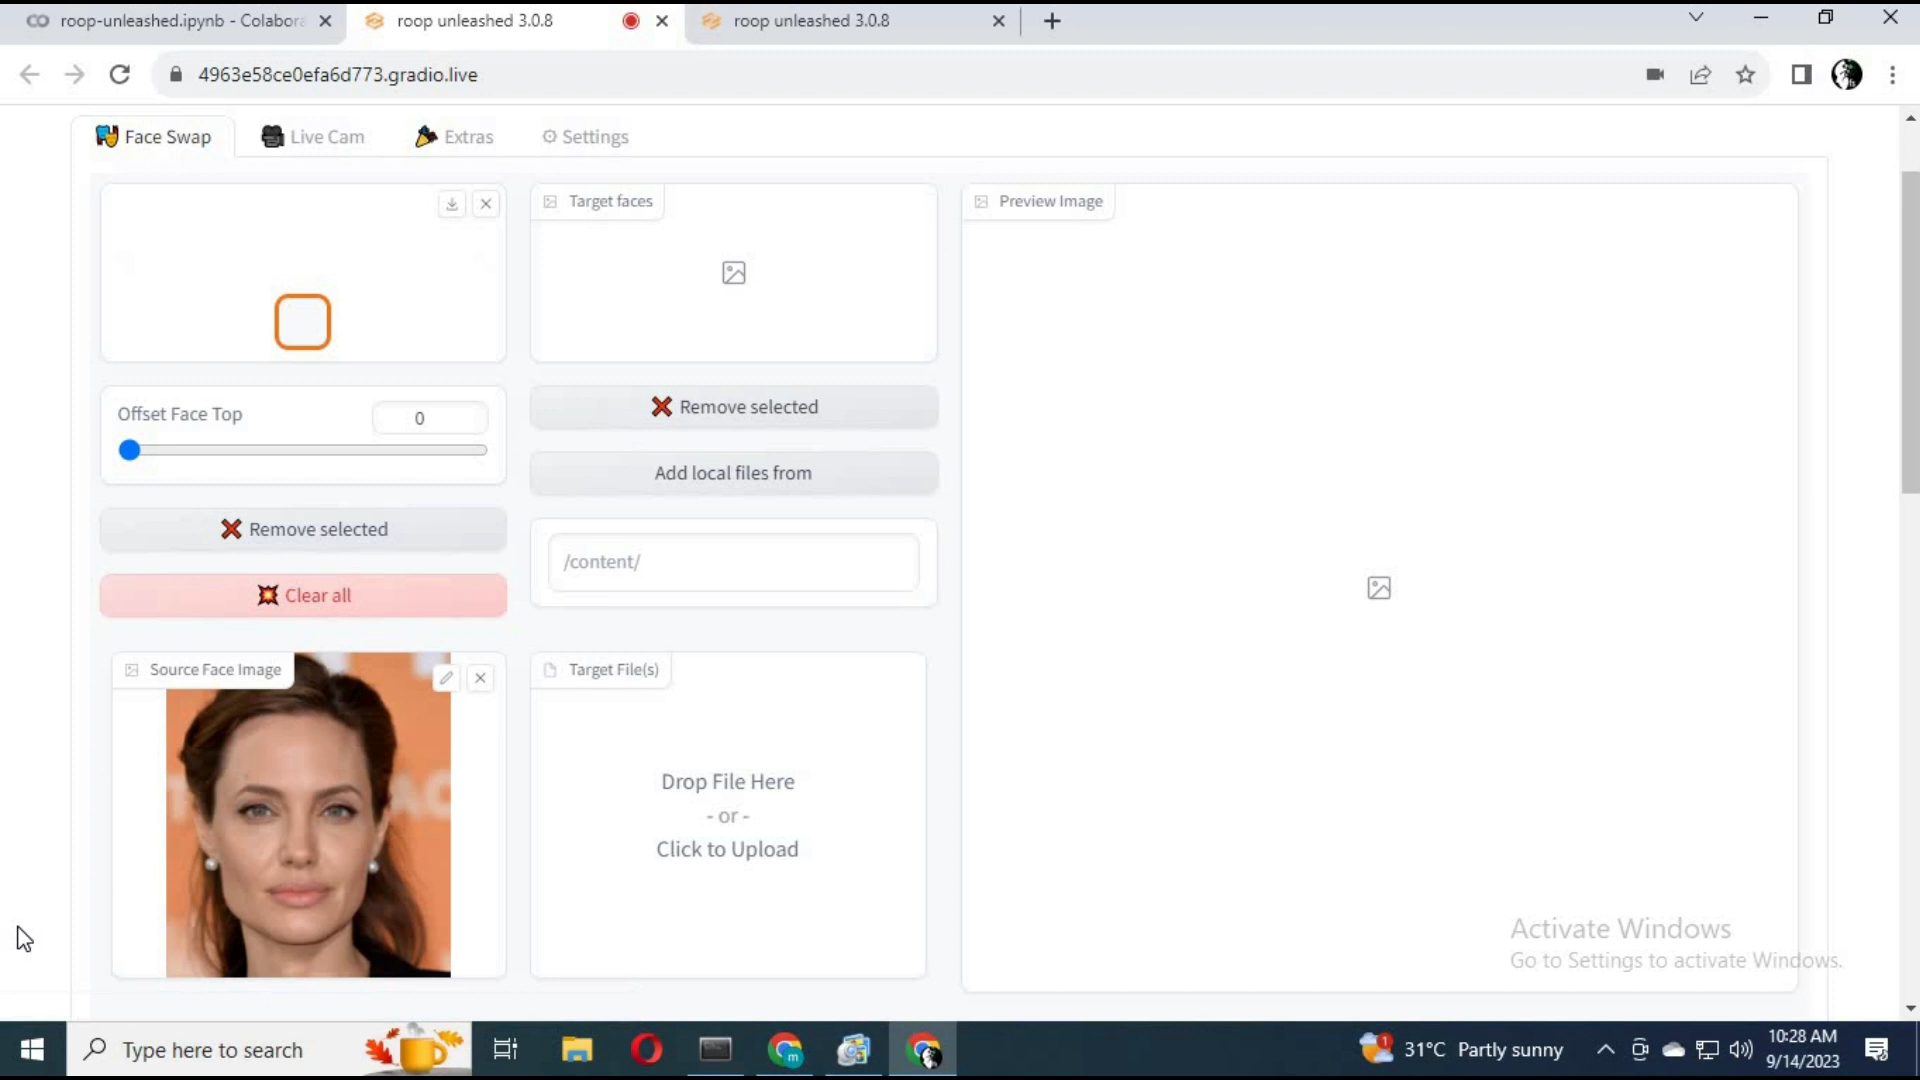 roop-unleashed.ipynb - Colabora
roop unleashed 3.0.8
roop unleashed 3.0.8
4963e58ce0efa6d773.gradio.live
Face Swap
Live Cam
Extras
Settings
Target faces
Preview Image
Offset Face Top
0
Remove selected
Add local files from
Remove selected
/content/
Clear all
Source Face Image
Target File(s)
Drop File Here
- or -
Click to Upload
Activate Windows
Go to Settings to activate Windows.
Type here to search
1
31°C Partly sunny
10:28 AM
9/14/2023